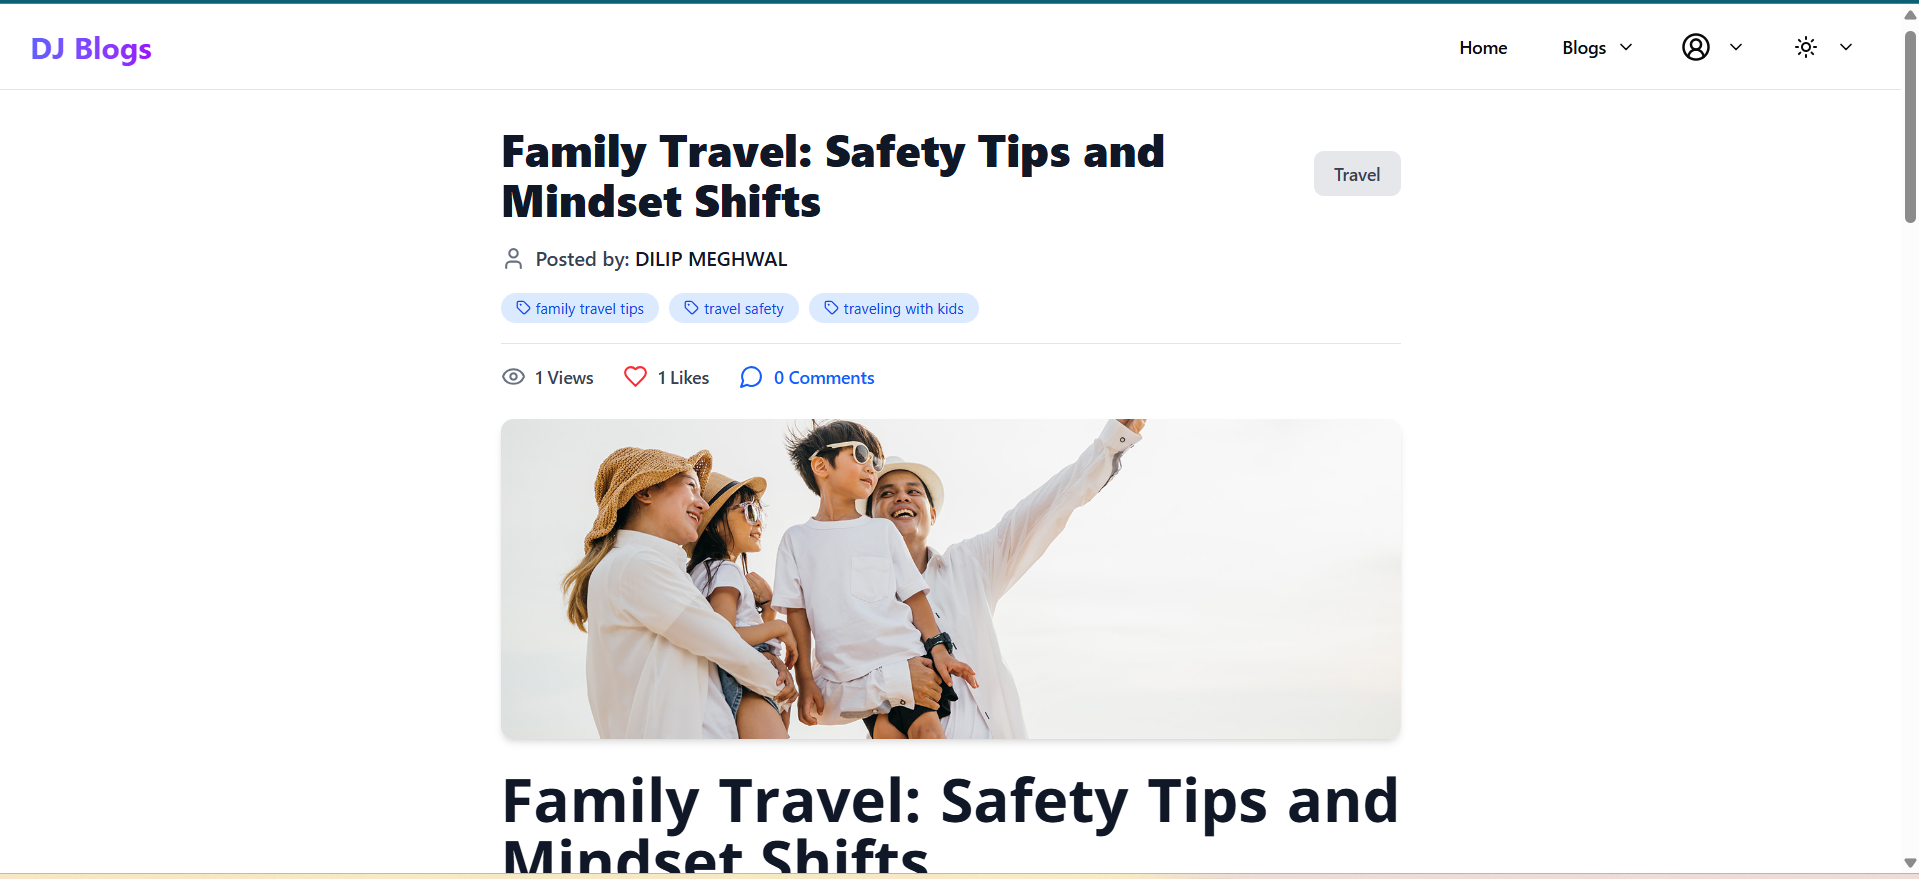 DJ Blogs
Home
Blogs
Family Travel: Safety Tips and
Mindset Shifts
Travel
Posted by: DILIP MEGHWAL
family travel tips
travel safety
traveling with kids
1 Views
1 Likes
0 Comments
Family Travel: Safety Tips and
Mindset Shifts